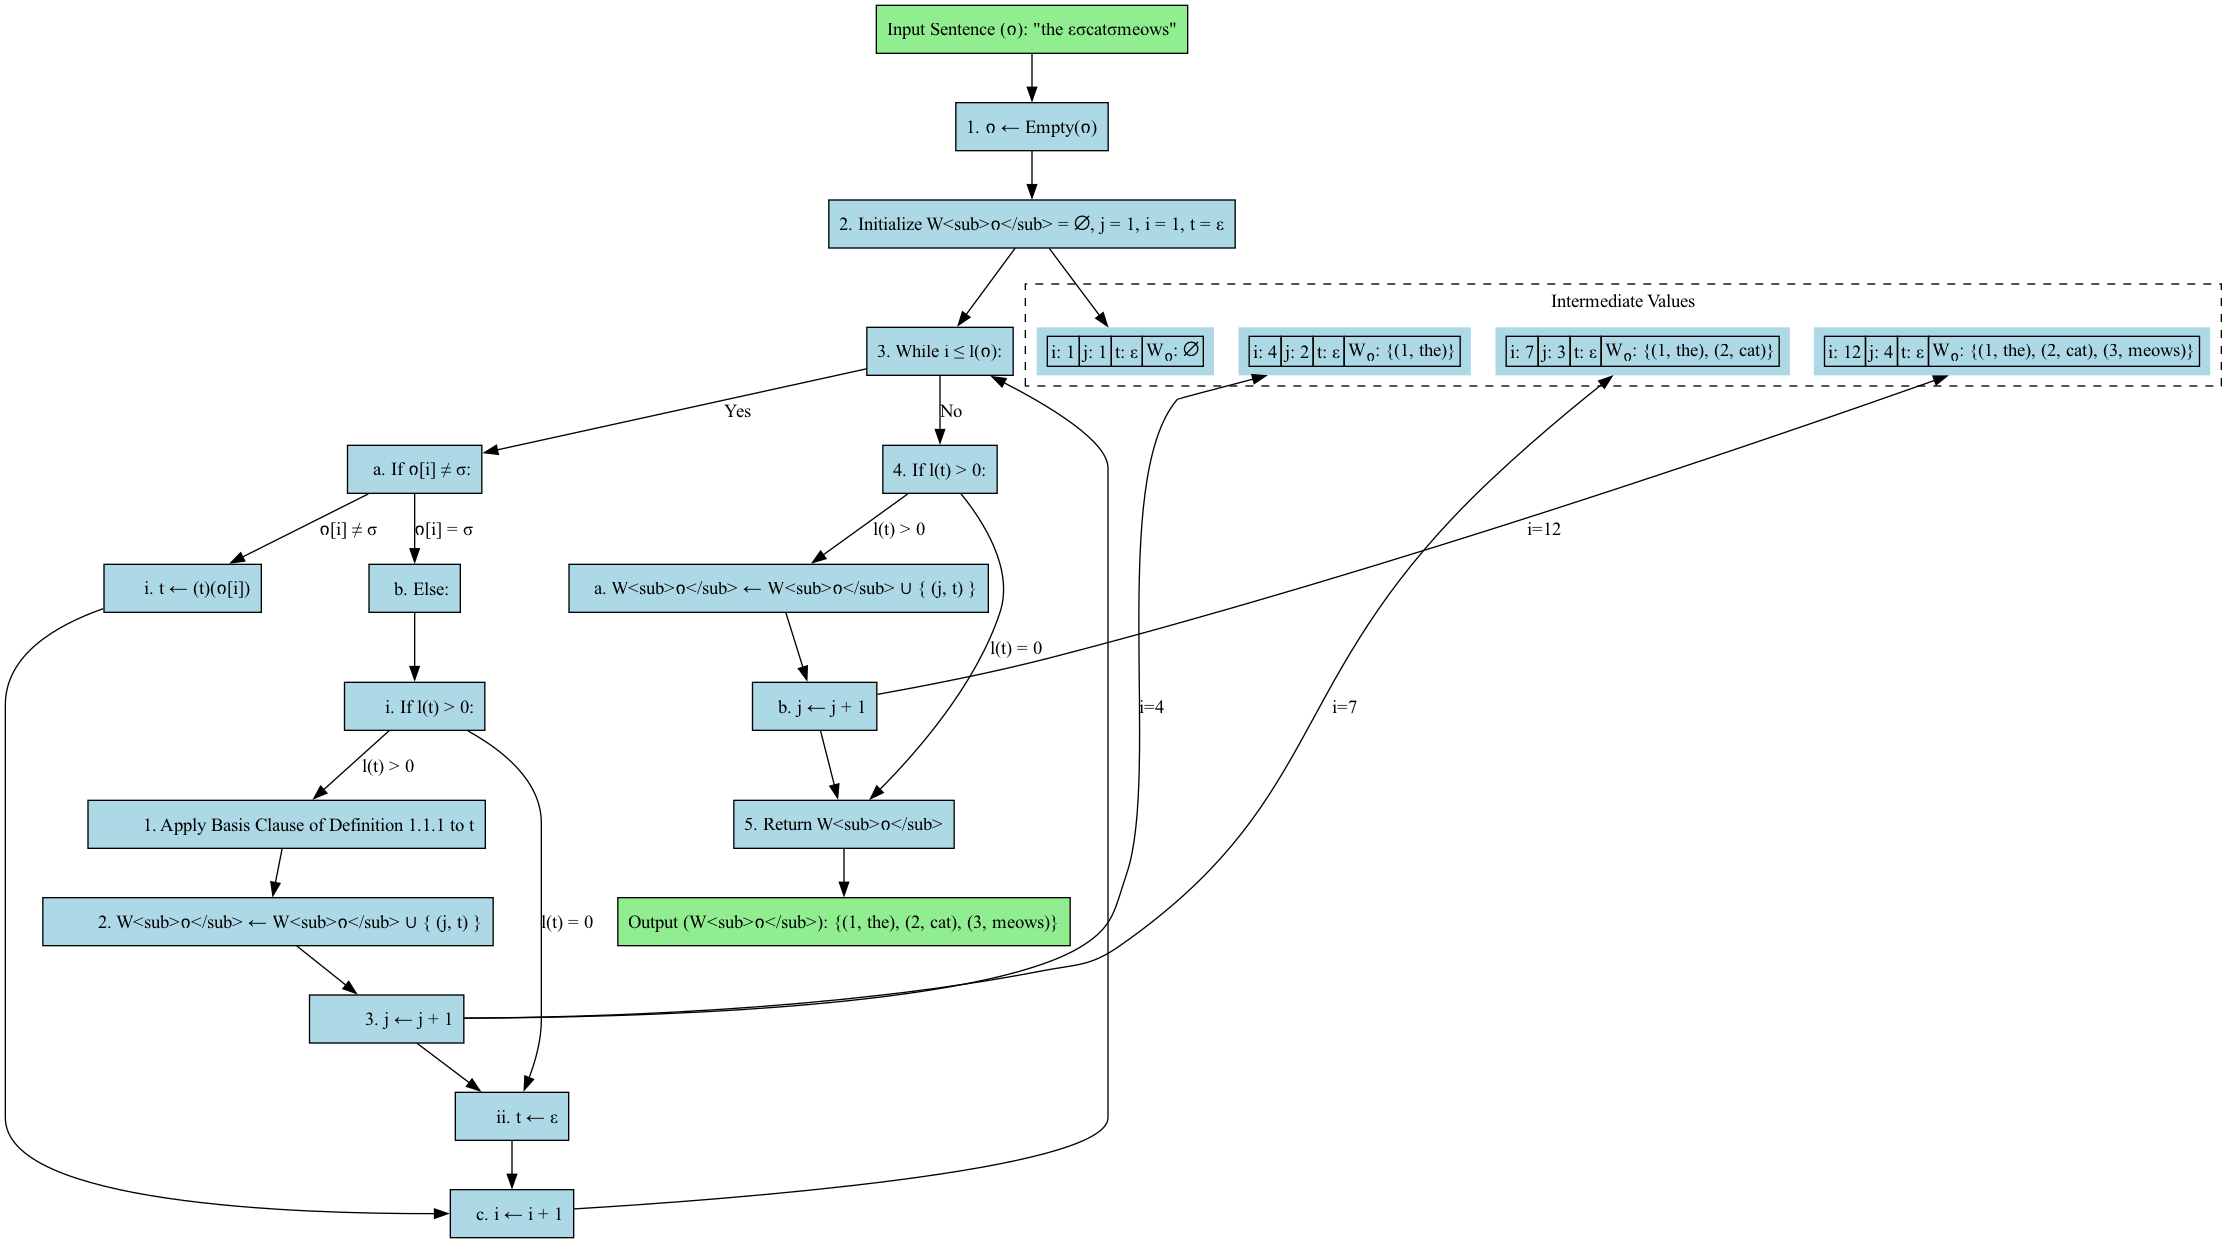 Input Sentence (ი): "the εσcatσmeows"
1. ი ← Empty(ი)
2. Initialize W<sub>ი</sub> = ∅, j = 1, i = 1, t = ε
Intermediate Values
3. While i ≤ l(ი):
i: 1 j: 1 t: ε Wი: ∅
i: 4 j: 2 t: ε Wი: {(1, the)}
i: 7 j: 3 t: ε Wი: {(1, the), (2, cat)}
i: 12 j: 4 t: ε Wი: {(1, the), (2, cat), (3, meows)}
Yes
No
a. If ი[i] ≠ σ:
4. If l(t) > 0:
ი[i] ≠ σ
ი[i] = σ
l(t) > 0
i=12
i. t ← (t)(ი[i])
b. Else:
a. W<sub>ი</sub> ← W<sub>ი</sub> ∪ { (j, t) }
l(t) = 0
i. If l(t) > 0:
b. j ← j + 1
i=4
i=7
l(t) > 0
1. Apply Basis Clause of Definition 1.1.1 to t
5. Return W<sub>ი</sub>
2. W<sub>ი</sub> ← W<sub>ი</sub> ∪ { (j, t) }
l(t) = 0
Output (W<sub>ი</sub>): {(1, the), (2, cat), (3, meows)}
3. j ← j + 1
ii. t ← ε
c. i ← i + 1